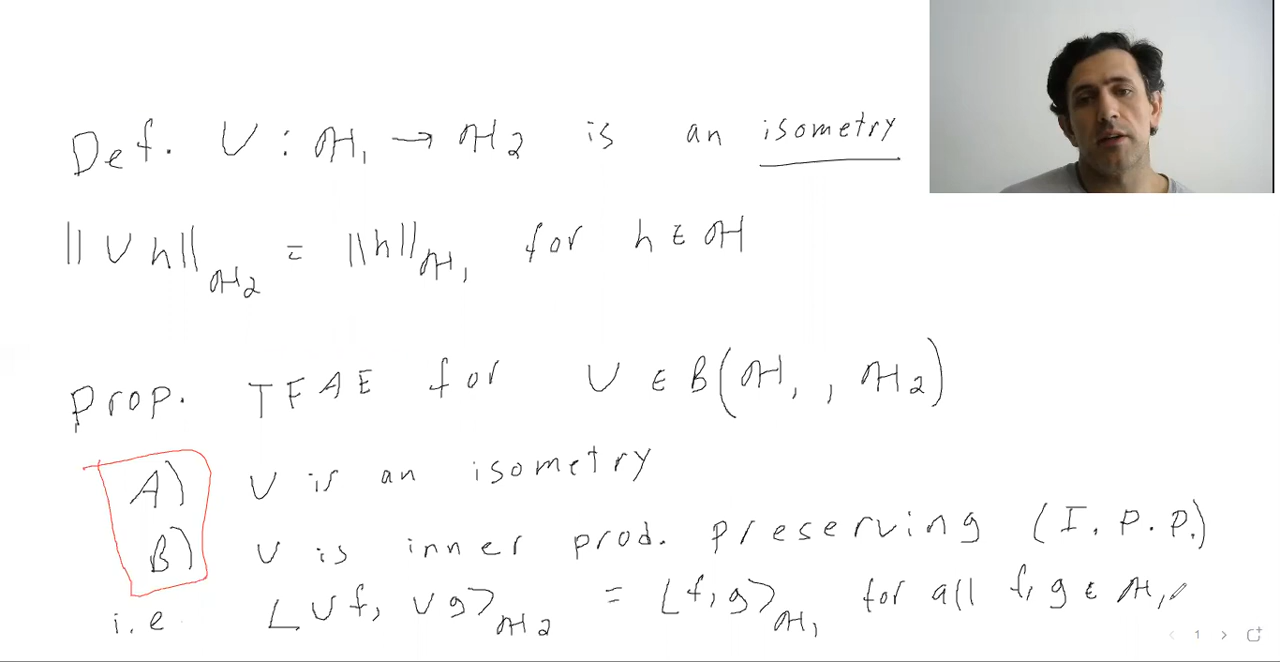 Def. U : H₁ → H₂ is an isometry
||U h||_H₂ = ||h||_H₁ for h ∈ H
Prop. TFAE for U ∈ B(H₁, H₂)
A) U is an isometry
B) U is inner prod. preserving (I.P.P.)
i.e ⟨Uf, Ug⟩_H₂ = ⟨f,g⟩_H₁ for all f,g ∈ H₁
1